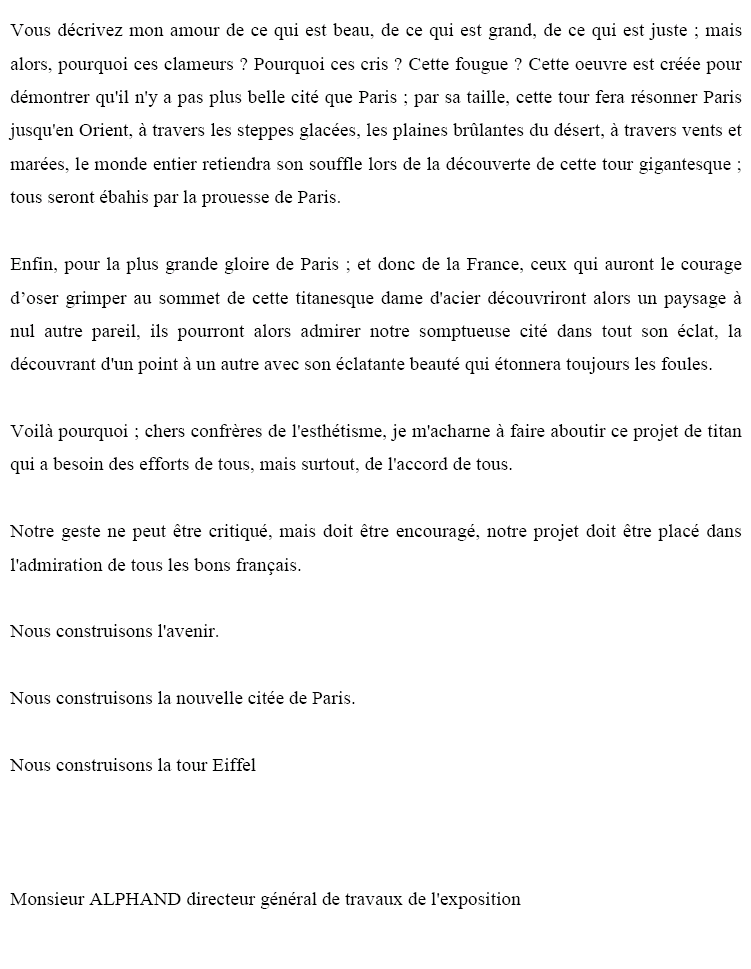 Vous décrivez mon amour de ce qui est beau, de ce qui est grand, de ce qui est juste ; mais
alors, pourquoi ces clameurs ? Pourquoi ces cris ? Cette fougue ? Cette oeuvre est créée pour
démontrer qu'il n'y a pas plus belle cité que Paris ; par sa taille, cette tour fera résonner Paris
jusqu'en Orient, à travers les steppes glacées, les plaines brûlantes du désert, à travers vents et
marées, le monde entier retiendra son souffle lors de la découverte de cette tour gigantesque ;
tous seront ébahis par la prouesse de Paris.
Enfin, pour la plus grande gloire de Paris ; et donc de la France, ceux qui auront le courage
d’oser grimper au sommet de cette titanesque dame d'acier découvriront alors un paysage à
nul autre pareil, ils pourront alors admirer notre somptueuse cité dans tout son éclat, la
découvrant d'un point à un autre avec son éclatante beauté qui étonnera toujours les foules.
Voilà pourquoi ; chers confrères de l'esthétisme, je m'acharne à faire aboutir ce projet de titan
qui a besoin des efforts de tous, mais surtout, de l'accord de tous.
Notre geste ne peut être critiqué, mais doit être encouragé, notre projet doit être placé dans
l'admiration de tous les bons français.
Nous construisons l'avenir.
Nous construisons la nouvelle citée de Paris.
Nous construisons la tour Eiffel
Monsieur ALPHAND directeur général de travaux de l'exposition